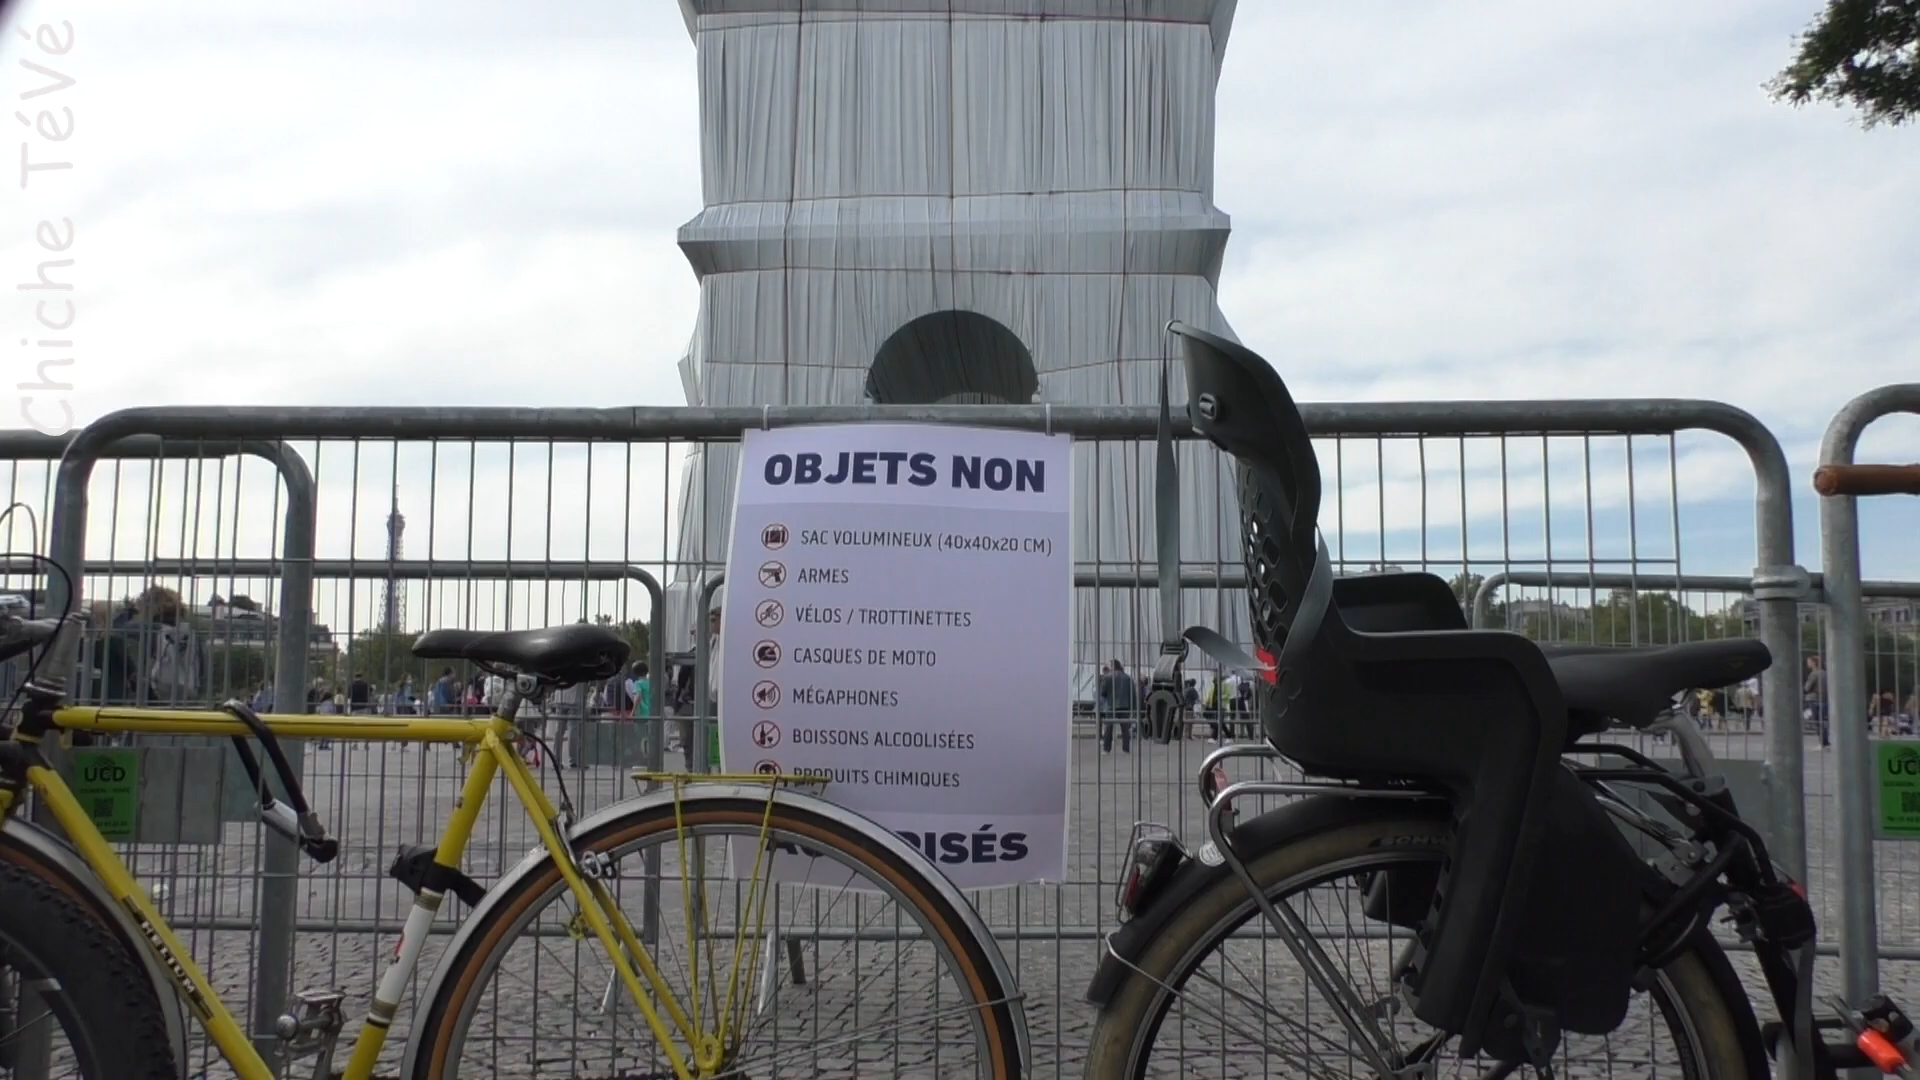 Chiche TéVé
OBJETS NON
SAC VOLUMINEUX (40x40x20 CM)
ARMES
VÉLOS / TROTTINETTES
CASQUES DE MOTO
MÉGAPHONES
BOISSONS ALCOOLISÉES
PRODUITS CHIMIQUES
UCD
HELIUM